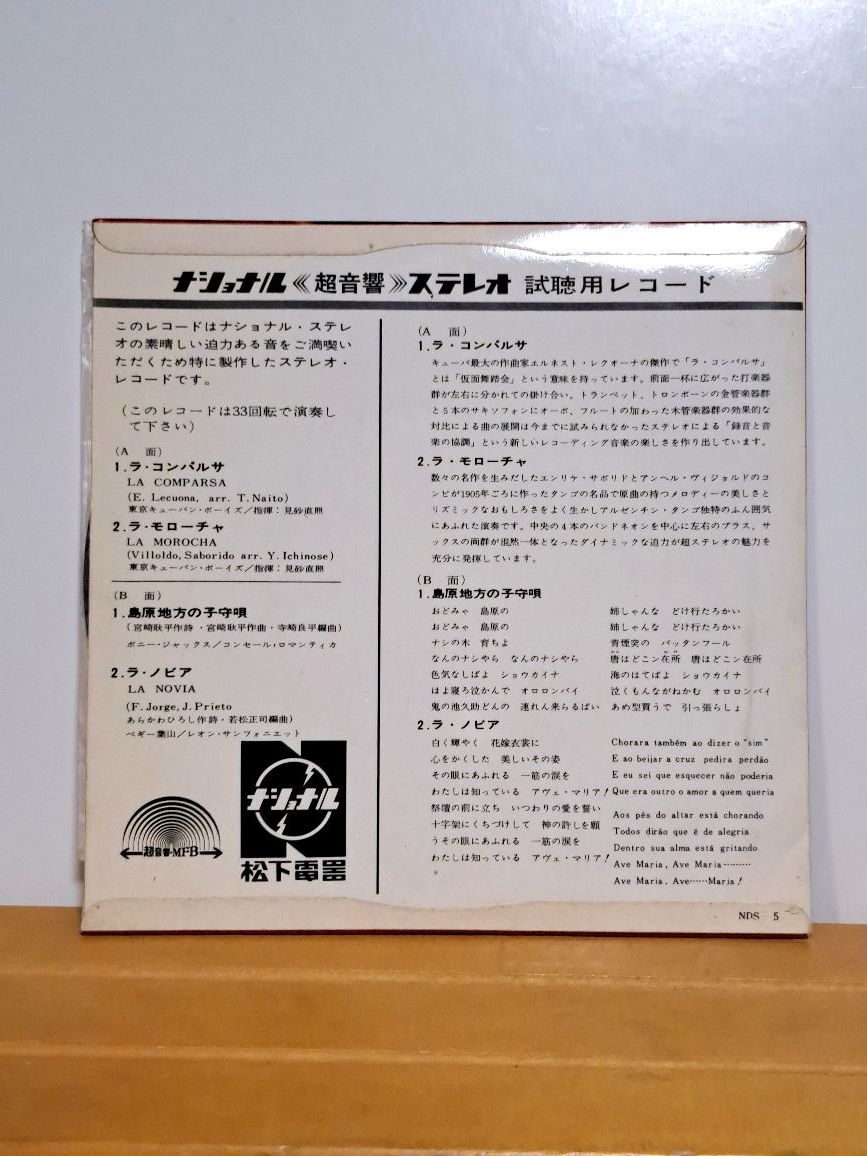 ナショナル《超音響》ステレオ 試聴用レコード
このレコードはナショナル・ステレ
オの素晴しい迫力ある音をご満喫い
ただくため特に製作したステレオ・
レコードです。
(このレコードは33回転で演奏し
て下さい)
(A 面)
1.ラ・コンパルサ
LA COMPARSA
(E. Lecuona, arr. T. Naito)
東京キューバン・ボーイズ/指揮:見砂直照
2.ラ・モローチャ
LA MOROCHA
(Villoldo, Saborido arr. Y. Ichinose)
東京キューバン・ボーイズ/指揮:見砂直照
(B 面)
1.島原地方の子守唄
(宮崎耿平作詩・宮崎耿平作曲・寺崎良平編曲)
ボニー・ジャックス/コンセール・ロマンティカ
2.ラ・ノビア
LA NOVIA
(F. Jorge, J. Prieto
あらかわひろし作詩・若松正司編曲)
ペギー葉山/レオン・サンフォニエット
超音響・MFB
ナショナル
松下電器
(A 面)
1.ラ・コンパルサ
キューバ最大の作曲家エルネスト・レクオーナの傑作で「ラ・コンパルサ」
とは「仮面舞踏会」という意味を持っています。前面一杯に広がった打楽器
群が左右に分かれての掛け合い。トランペット、トロンボーンの金管楽器群
と5本のサキソフォンにオーボ、フルートの加わった木管楽器群の効果的な
対比による曲の展開は今までに試みられなかったステレオによる「録音と音
楽の協調」という新しいレコーディング音楽の楽しさを作り出しています。
2.ラ・モローチャ
数々の名作を生みだしたエンリケ・サボリドとアンヘル・ヴィジョルドのコ
ンビが1905年ごろに作ったタンゴの名品で原曲の持つメロディーの美しさと
リズミックなおもしろさをよく生かしアルゼンチン・タンゴ独特のふん囲気
にあふれた演奏です。中央の4本のバンドネオンを中心に左右のブラス、サ
ックスの両群が混然一体となったダイナミックな迫力が超ステレオの魅力を
充分に発揮しています。
(B 面)
1.島原地方の子守唄
おどみゃ 島原の
おどみゃ 島原の
ナシの木 育ちよ
なんのナシやら なんのナシやら
色気なしばよ ショウカイナ
はよ寝ろ泣かんで オロロンバイ
鬼の池久助どんの 連れん来らるばい
姉しゃんな どけ行たろかい
姉しゃんな どけ行たろかい
青煙突の バッタンフール
唐はどこン在所 唐はどこン在所
海のはてばよ ショウカイナ
泣くもんながねかむ オロロンバイ
あめ型買うで 引っ張らしょ
2.ラ・ノビア
白く輝やく 花嫁衣裳に
心をかくした 美しいその姿
その眼にあふれる 一筋の涙を
わたしは知っている アヴェ・マリア!
祭壇の前に立ち いつわりの愛を誓い
十字架にくちづけして 神の許しを願
うその眼にあふれる 一筋の涙を
わたしは知っている アヴェ・マリア!
Chorara também ao dizer o "sim"
E ao beijar a cruz pedira perdão
E eu sei que esquecer não poderia
Que era outro o amor a quem queria
Aos pés do altar está chorando
Todos dirão que é de alegria
Dentro sua alma está gritando
Ave Maria, Ave Maria………
Ave Maria. Ave……Maria!
NDS 5